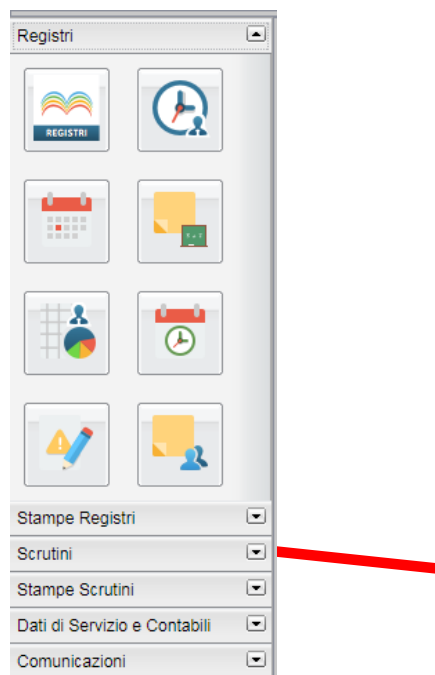 Registri
REGISTRI
Stampe Registri
Scrutini
Stampe Scrutini
Dati di Servizio e Contabili
Comunicazioni